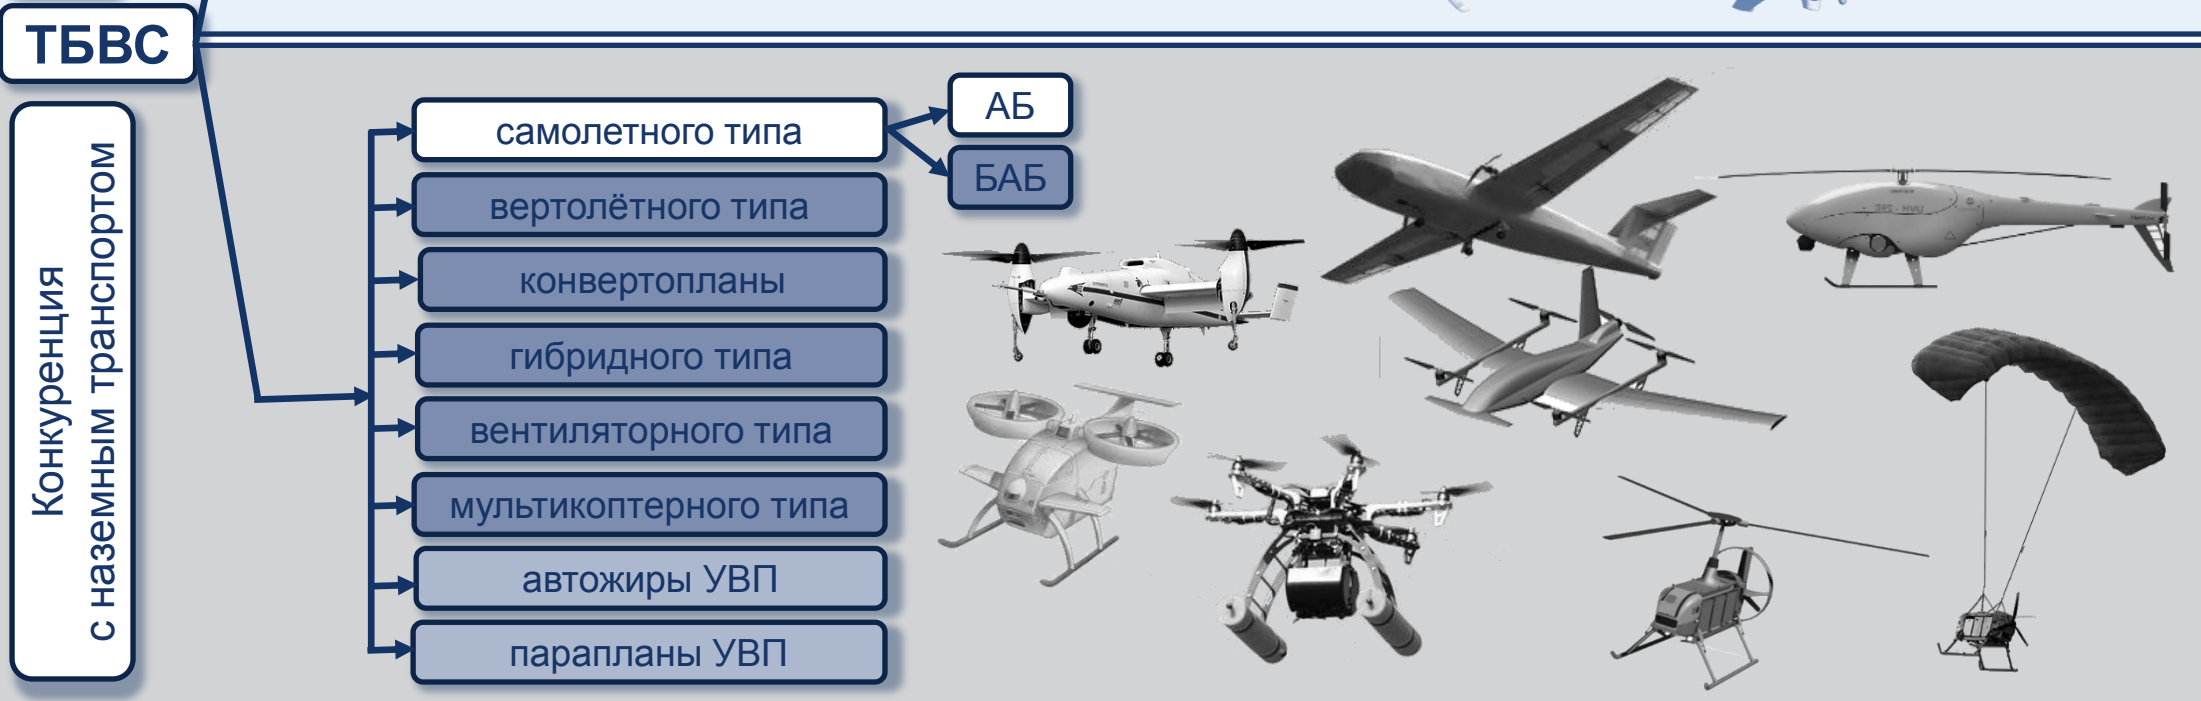 ТБВС
Конкуренция
с наземным транспортом
самолетного типа
АБ
БАБ
вертолётного типа
конвертопланы
гибридного типа
вентиляторного типа
мультикоптерного типа
автожиры УВП
парапланы УВП